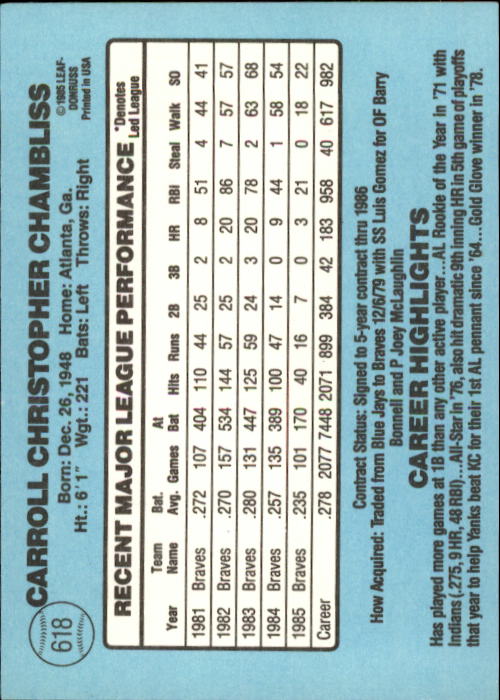 618
CARROLL CHRISTOPHER CHAMBLISS
©1985 LEAF-
DONRUSS
Printed in USA
Born: Dec. 26, 1948 Home: Atlanta, Ga.
Ht.: 6'1" Wgt.: 221 Bats: Left Throws: Right
RECENT MAJOR LEAGUE PERFORMANCE
*Denotes
Led League
Year Team Name Bat. Avg. Games At Bat Hits Runs 2B 3B HR RBI Steal Walk SO
1981 Braves .272 107 404 110 44 25 2 8 51 4 44 41
1982 Braves .270 157 534 144 57 25 2 20 86 7 57 57
1983 Braves .280 131 447 125 59 24 3 20 78 2 63 68
1984 Braves .257 135 389 100 47 14 0 9 44 1 58 54
1985 Braves .235 101 170 40 16 7 0 3 21 0 18 22
Career .278 2077 7448 2071 899 384 42 183 958 40 617 982
Contract Status: Signed to 5-year contract thru 1986
How Acquired: Traded from Blue Jays to Braves 12/6/79 with SS Luis Gomez for OF Barry
Bonnell and P Joey McLaughlin
CAREER HIGHLIGHTS
Has played more games at 1B than any other active player...AL Rookie of the Year in '71 with
Indians (.275, 9 HR, 48 RBI)...All-Star in '76, also hit dramatic 9th inning HR in 5th game of playoffs
that year to help Yanks beat KC for their 1st AL pennant since '64...Gold Glove winner in '78.